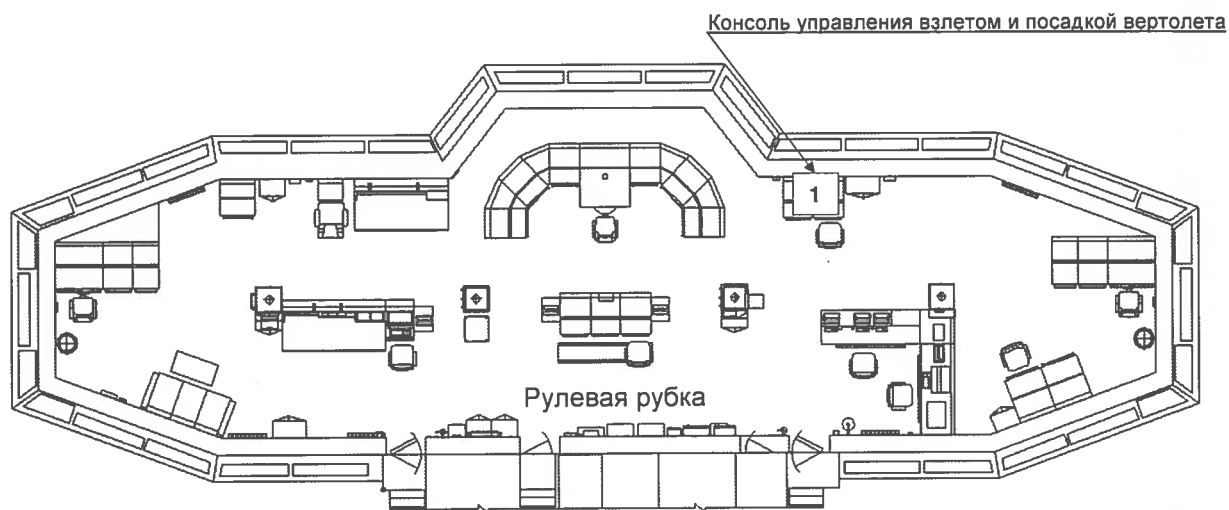 Консоль управления взлетом и посадкой вертолета
1
Рулевая рубка